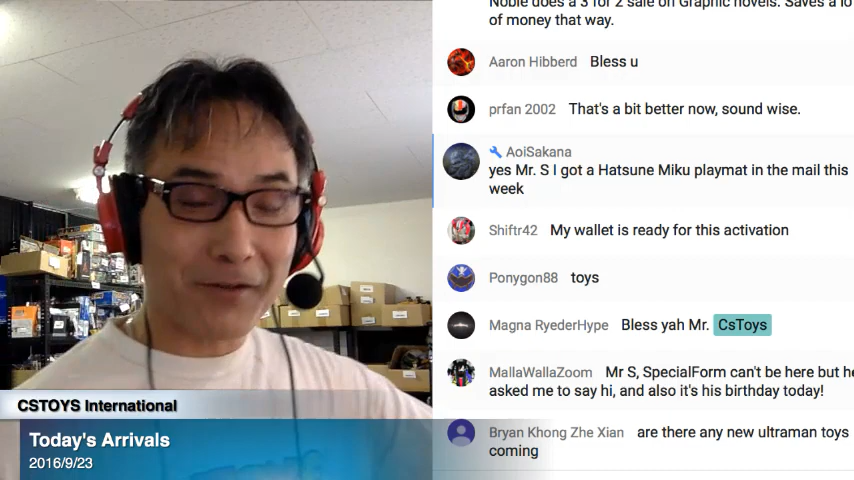 Noble does a 3 for 2 sale on Graphic novels. Saves a lo
of money that way.
Aaron Hibberd Bless u
prfan 2002 That's a bit better now, sound wise.
AoiSakana
yes Mr. S I got a Hatsune Miku playmat in the mail this
week
Shiftr42 My wallet is ready for this activation
Ponygon88 toys
Magna RyederHype Bless yah Mr. CsToys
MallaWallaZoom Mr S, SpecialForm can't be here but he
asked me to say hi, and also it's his birthday today!
Bryan Khong Zhe Xian are there any new ultraman toys
coming
CSTOYS International
Today's Arrivals
2016/9/23